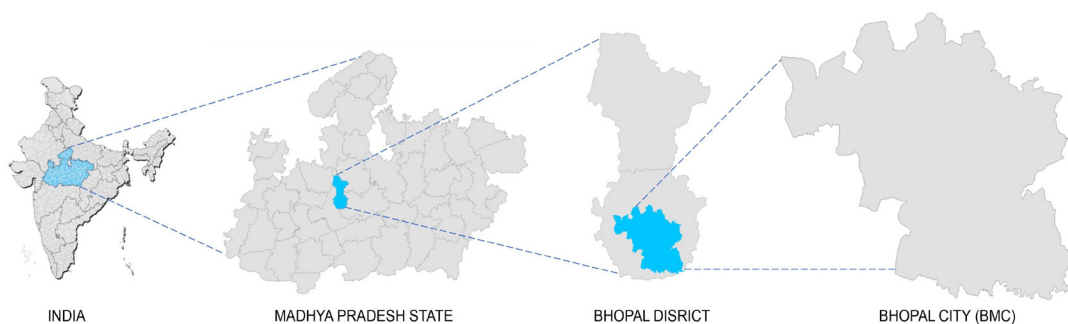 INDIA
MADHYA PRADESH STATE
BHOPAL DISRICT
BHOPAL CITY (BMC)